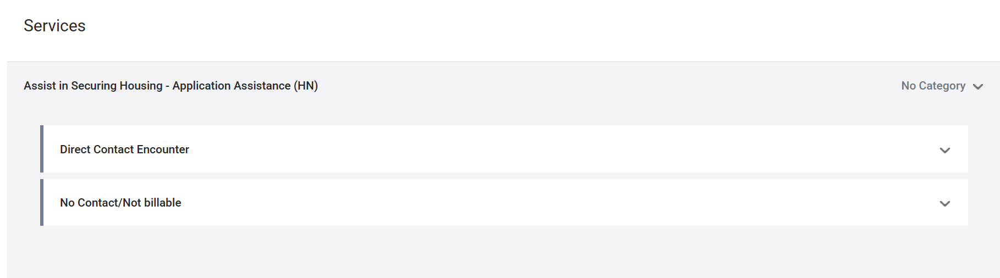 Services
Assist in Securing Housing - Application Assistance (HN)
No Category
Direct Contact Encounter
No Contact/Not billable